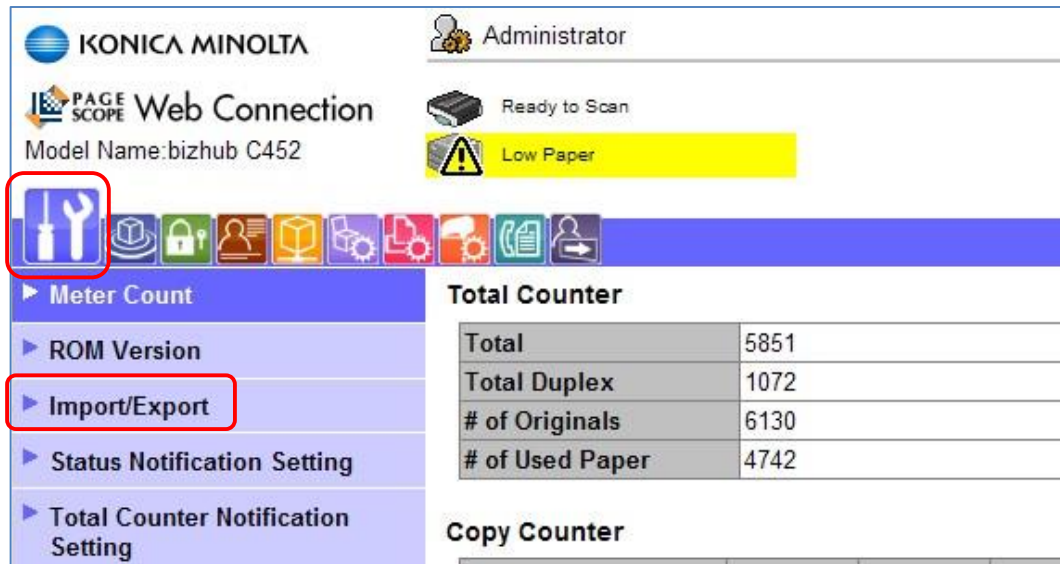 KONICA MINOLTA
Administrator
PAGE SCOPE Web Connection
Ready to Scan
Model Name:bizhub C452
Low Paper
Meter Count
ROM Version
Import/Export
Status Notification Setting
Total Counter Notification
Setting
Total Counter
Total 5851
Total Duplex 1072
# of Originals 6130
# of Used Paper 4742
Copy Counter